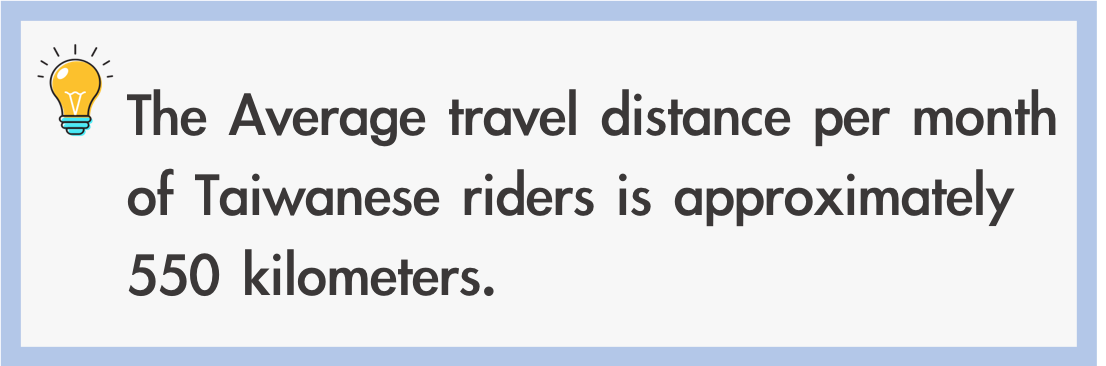 The Average travel distance per month
of Taiwanese riders is approximately
550 kilometers.